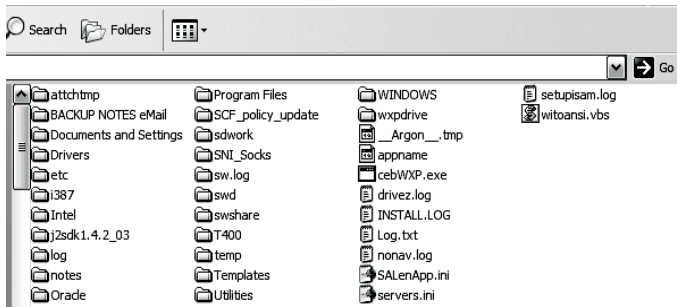 Search Folders
Go
attchtmp
BACKUP NOTES eMail
Documents and Settings
Drivers
etc
i387
Intel
j2sdk1.4.2_03
log
notes
Oracle
Program Files
SCF_policy_update
sdwork
SNI_Socks
sw.log
swd
swshare
T400
temp
Templates
Utilities
WINDOWS
wxpdrive
__Argon__.tmp
appname
cebWXP.exe
drivez.log
INSTALL.LOG
Log.txt
nonav.log
SALenApp.ini
servers.ini
setupisam.log
witoansi.vbs